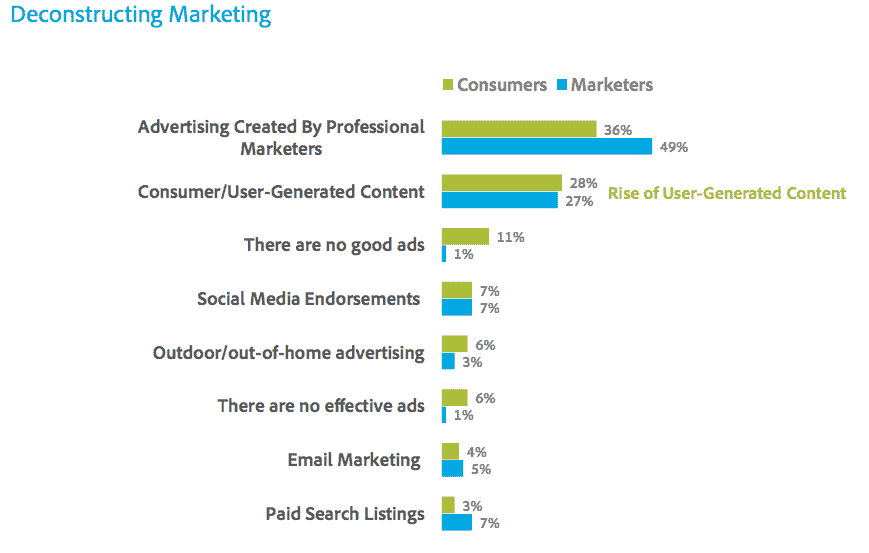 Deconstructing Marketing
Consumers Marketers
Advertising Created By Professional
Marketers
36%
49%
Consumer/User-Generated Content
28%
27%
Rise of User-Generated Content
There are no good ads
11%
1%
Social Media Endorsements
7%
7%
Outdoor/out-of-home advertising
6%
3%
There are no effective ads
6%
1%
Email Marketing
4%
5%
Paid Search Listings
3%
7%